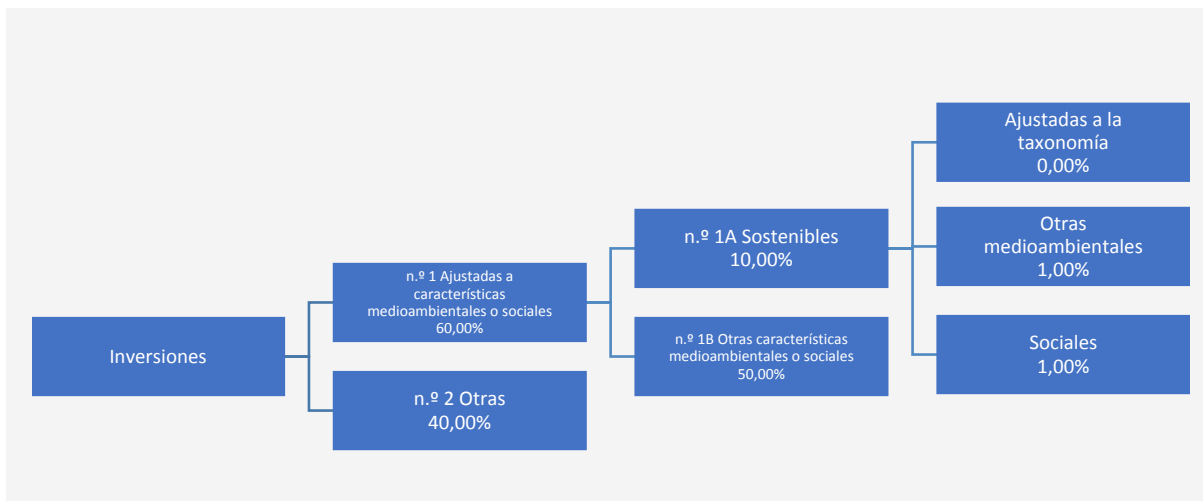 Inversiones
n.º 1 Ajustadas a
características
medioambientales o sociales
60,00%
n.º 2 Otras
40,00%
n.º 1A Sostenibles
10,00%
n.º 1B Otras características
medioambientales o sociales
50,00%
Ajustadas a la
taxonomía
0,00%
Otras
medioambientales
1,00%
Sociales
1,00%